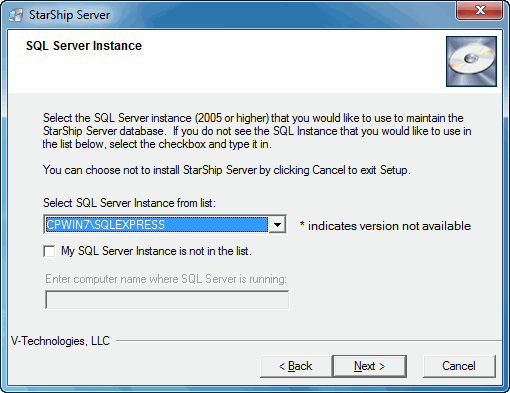 StarShip Server
SQL Server Instance
Select the SQL Server instance (2005 or higher) that you would like to use to maintain the
StarShip Server database.  If you do not see the SQL Instance that you would like to use in
the list below, select the checkbox and type it in.
You can choose not to install StarShip Server by clicking Cancel to exit Setup.
Select SQL Server Instance from list:
CPWIN7\SQLEXPRESS
* indicates version not available
My SQL Server Instance is not in the list.
Enter computer name where SQL Server is running:
V-Technologies, LLC
< Back
Next >
Cancel